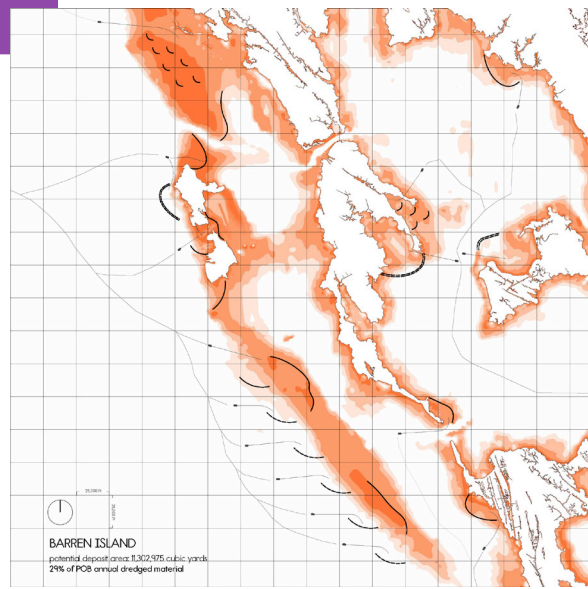 BARREN ISLAND
potential deposit area: 11,302,975 cubic yards
29% of POB annual dredged material